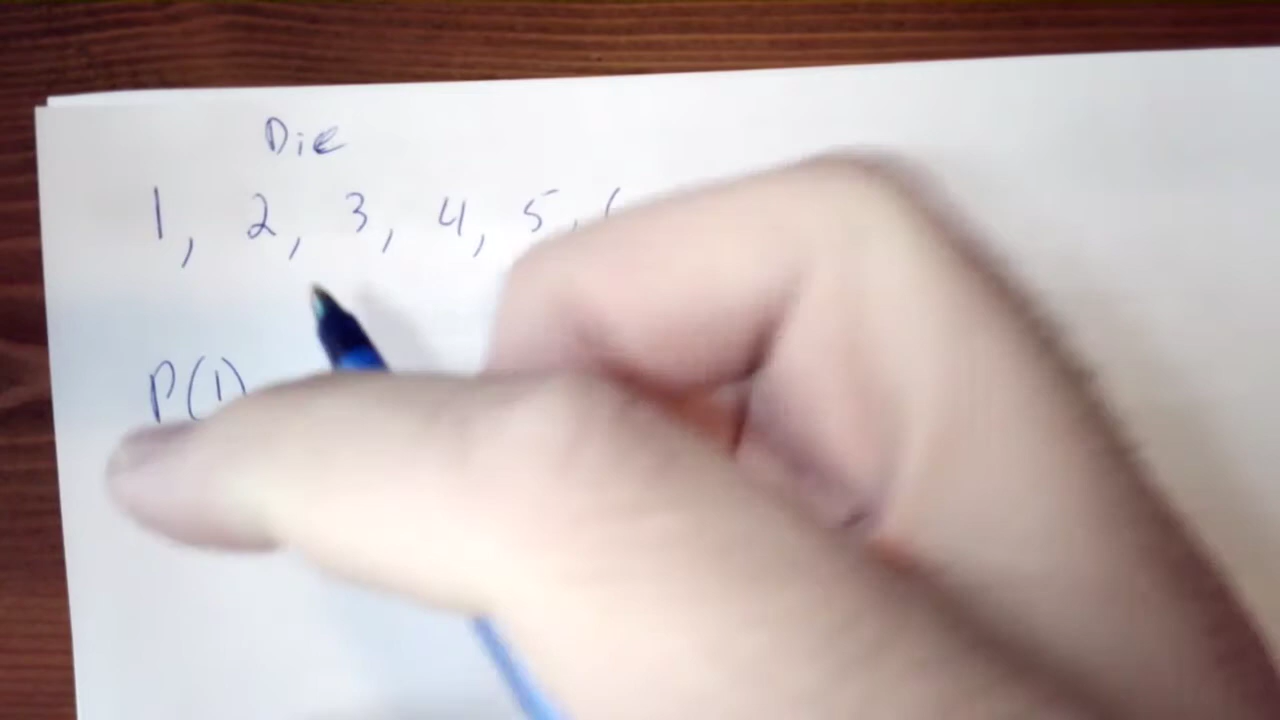 Die
1, 2, 3, 4, 5,
P(1)